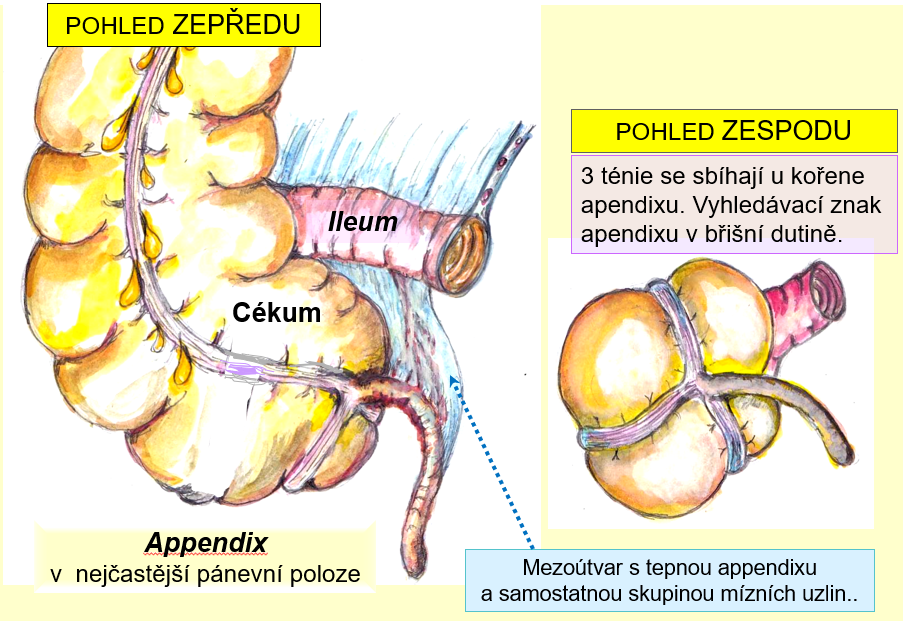 POHLED ZEPŘEDU
POHLED ZESPODU
3 ténie se sbíhají u kořene
apendixu. Vyhledávací znak
apendixu v břišní dutině.
Ileum
Cékum
Appendix
v nejčastější pánevní poloze
Mezoútvar s tepnou appendixu
a samostatnou skupinou mízních uzlin..